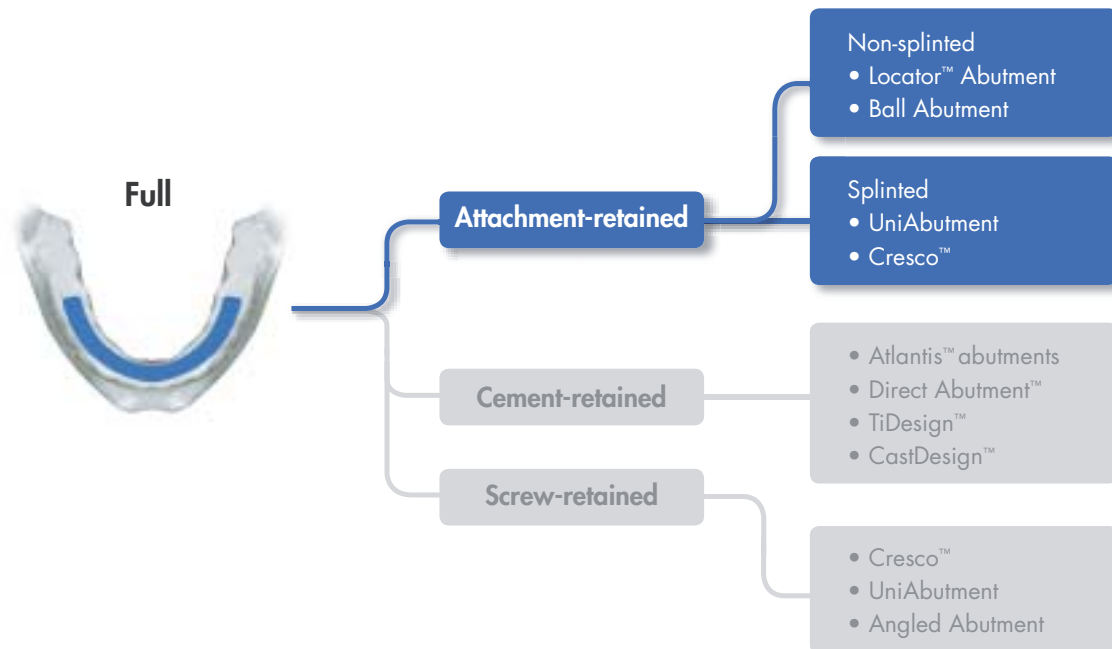 Full
Attachment-retained
Non-splinted
• Locator™ Abutment
• Ball Abutment
Splinted
• UniAbutment
• Cresco™
Cement-retained
• Atlantis™ abutments
• Direct Abutment™
• TiDesign™
• CastDesign™
Screw-retained
• Cresco™
• UniAbutment
• Angled Abutment